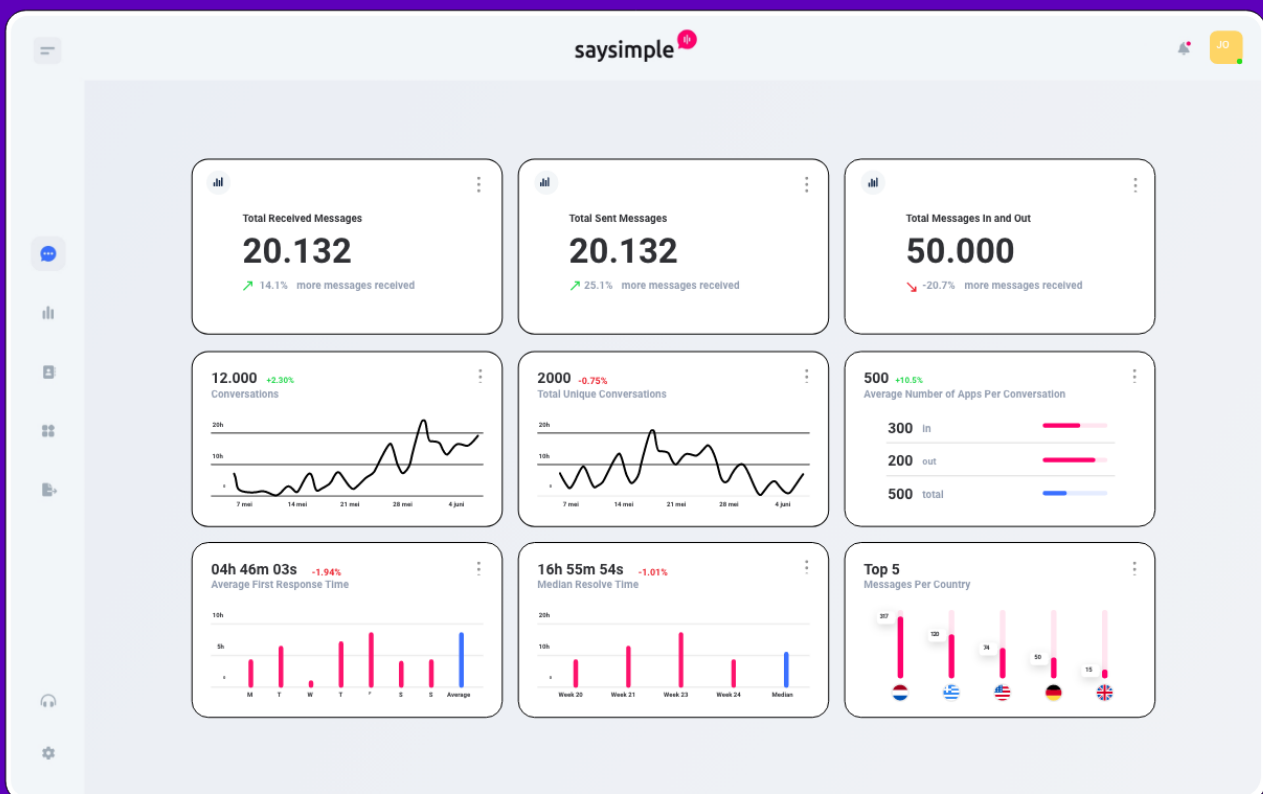 saysimple
JO
Total Received Messages
20.132
14.1% more messages received
Total Sent Messages
20.132
25.1% more messages received
Total Messages In and Out
50.000
-20.7% more messages received
12.000 +2.30%
Conversations
20h
10h
7 mei 14 mei 21 mei 28 mei 4 juni
2000 -0.75%
Total Unique Conversations
20h
10h
7 mei 14 mei 21 mei 28 mei 4 juni
500 +10.5%
Average Number of Apps Per Conversation
300 in
200 out
500 total
04h 46m 03s -1.94%
Average First Response Time
10h
5h
M T W T F S S Average
16h 55m 54s -1.01%
Median Resolve Time
20h
10h
Week 20 Week 21 Week 23 Week 24 Median
Top 5
Messages Per Country
317
120
74
50
15